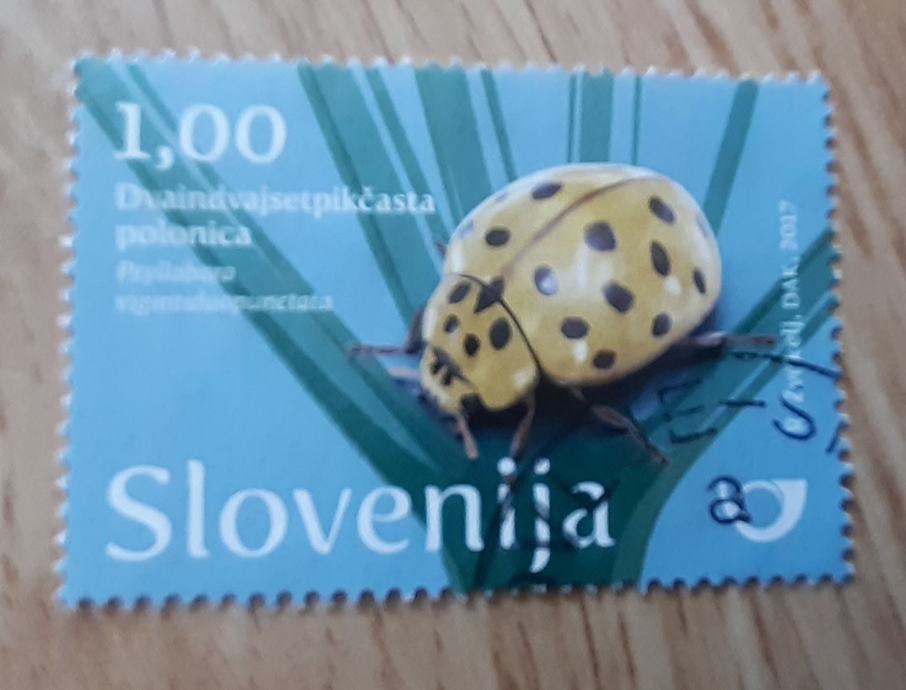 1,00
Dvaindvajsetpikčasta
polonica
Psyllobora
vigintiduopunctata
DAK, 2017
Slovenija
a